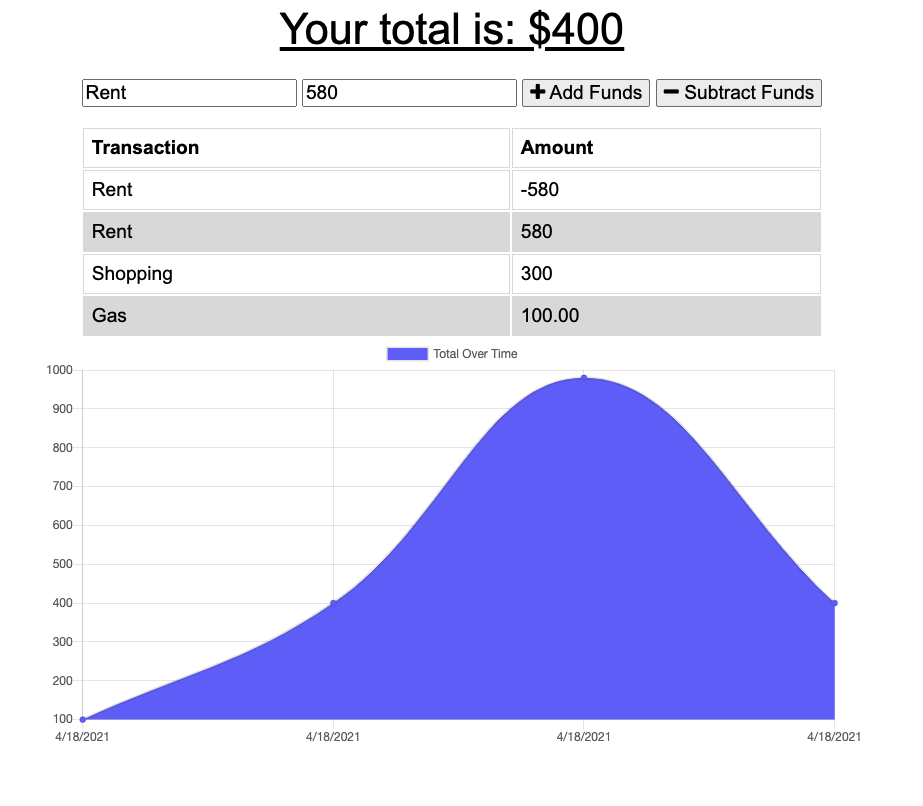 Your total is: $400
Rent 580 Add Funds Subtract Funds
Transaction Amount
Rent -580
Rent 580
Shopping 300
Gas 100.00
Total Over Time
1000
900
800
700
600
500
400
300
200
100
4/18/2021 4/18/2021 4/18/2021 4/18/2021